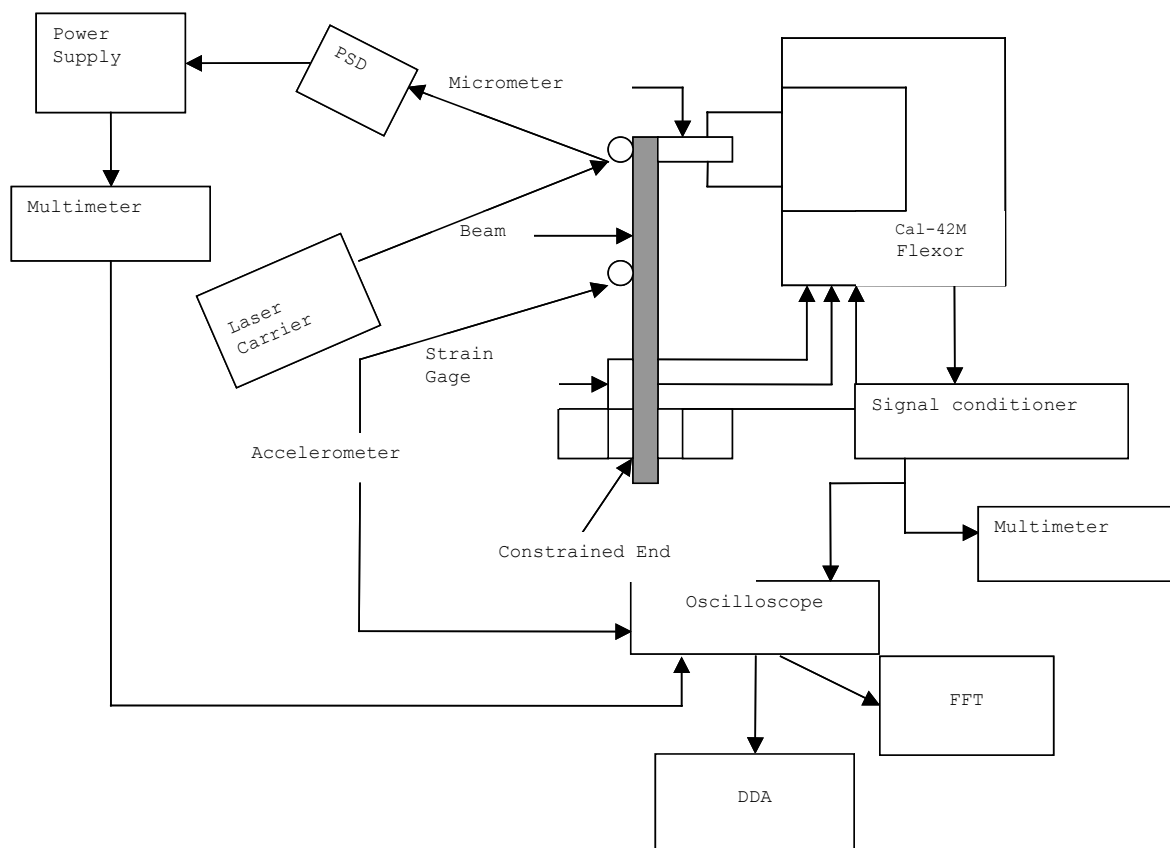 Power
Supply
PSD
Micrometer
Multimeter
Cal-42M
Flexor
Beam
Laser
Carrier
Strain
Gage
Signal conditioner
Accelerometer
Multimeter
Constrained End
Oscilloscope
FFT
DDA